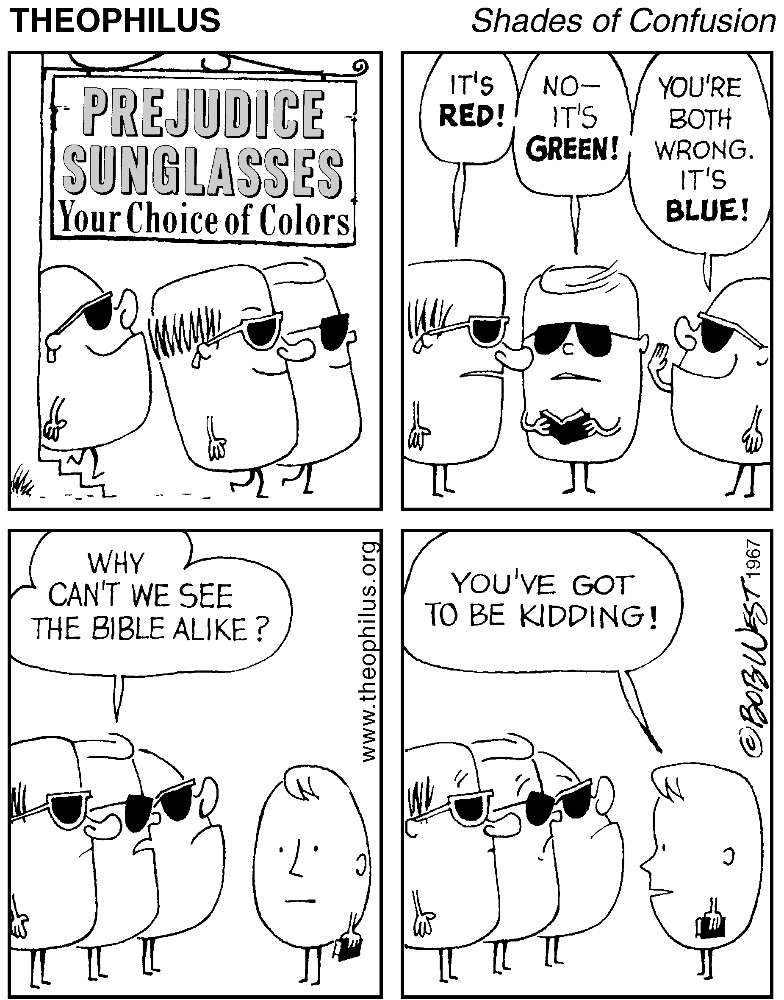 THEOPHILUS
Shades of Confusion
PREJUDICE
SUNGLASSES
Your Choice of Colors
IT'S
RED!
NO—
IT'S
GREEN!
YOU'RE
BOTH
WRONG.
IT'S
BLUE!
WHY
CAN'T WE SEE
THE BIBLE ALIKE?
www.theophilus.org
YOU'VE GOT
TO BE KIDDING!
©BOB WEST 1967